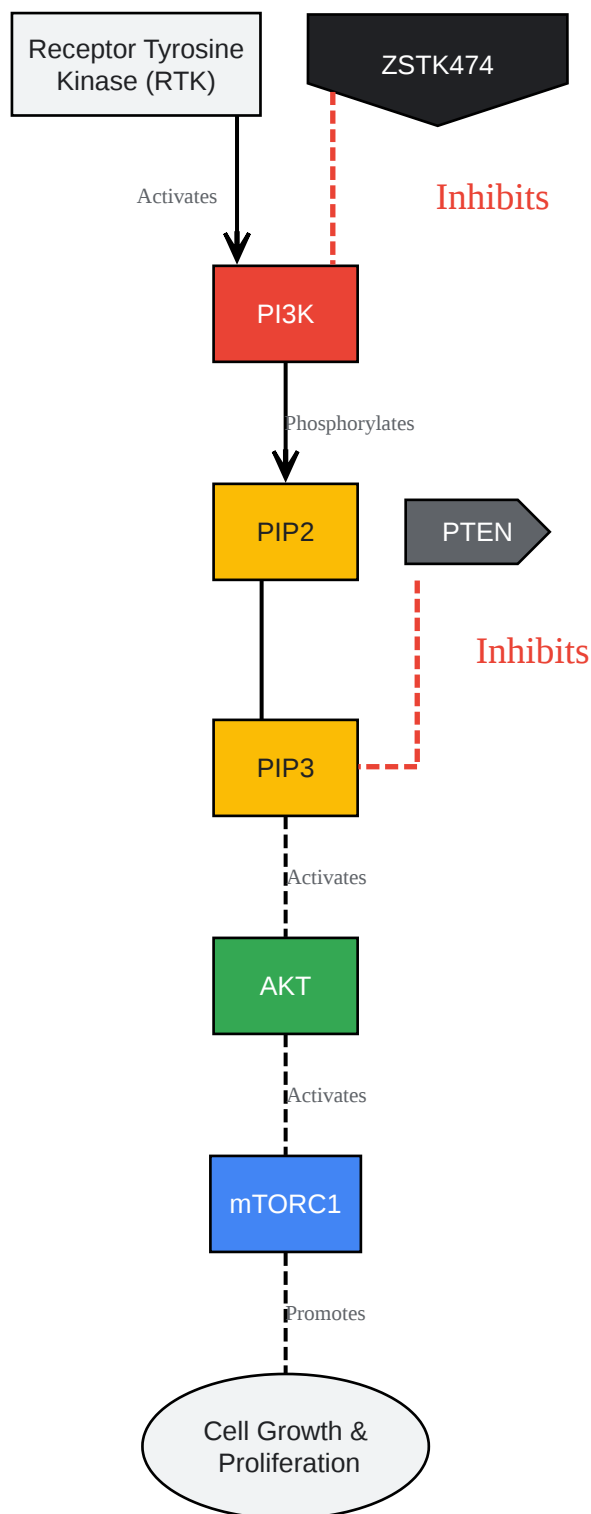 Receptor Tyrosine
Kinase (RTK)
ZSTK474
Activates
Inhibits
PI3K
Phosphorylates
PIP2
PTEN
Inhibits
PIP3
Activates
AKT
Activates
mTORC1
Promotes
Cell Growth &
Proliferation